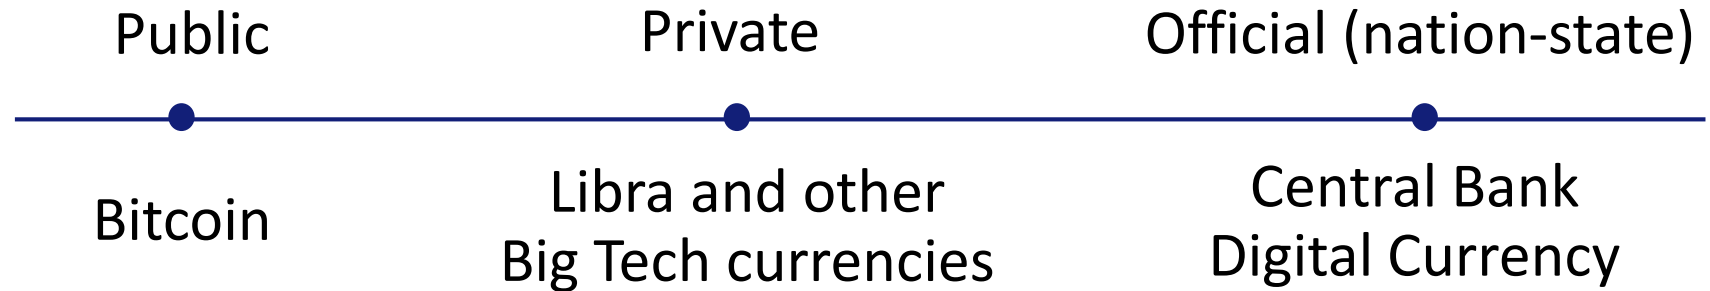 Public
Private
Official (nation-state)
Bitcoin
Libra and other
Big Tech currencies
Central Bank
Digital Currency